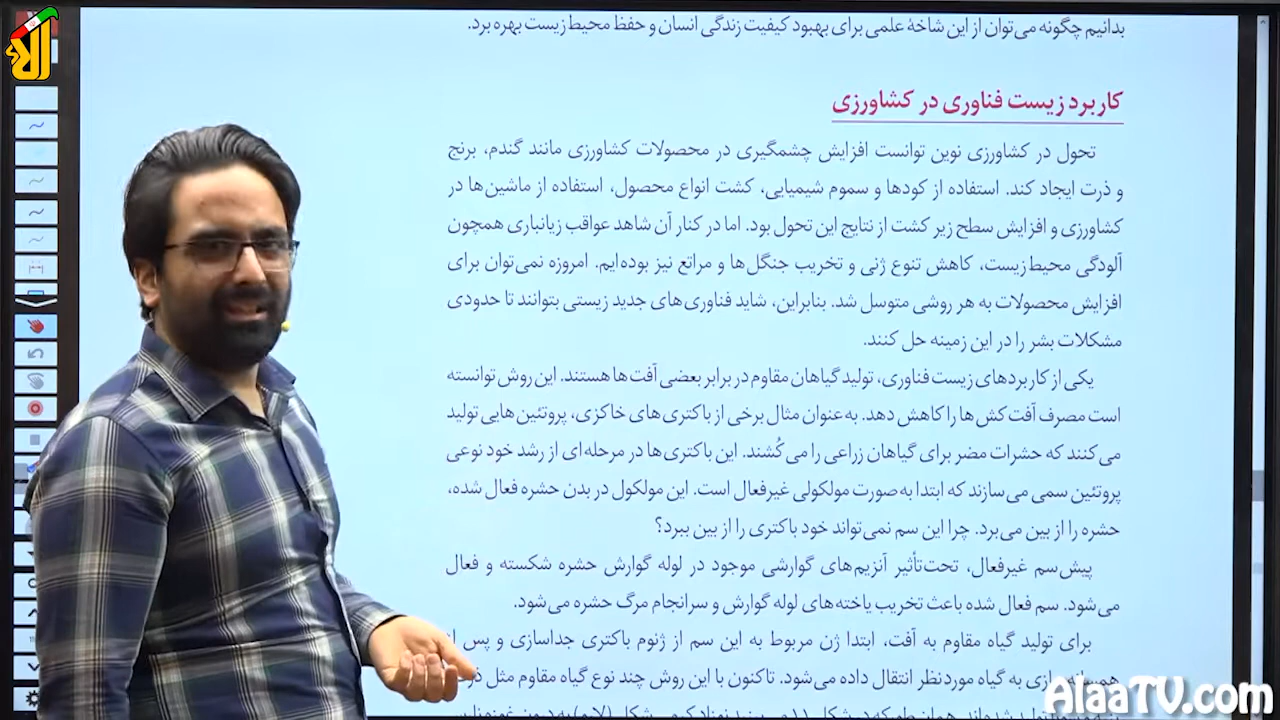 الا
بدانیم چگونه می‌توان از این شاخهٔ علمی برای بهبود کیفیت زندگی انسان و حفظ محیط زیست بهره برد.
کاربرد زیست فناوری در کشاورزی
تحول در کشاورزی نوین توانست افزایش چشمگیری در محصولات کشاورزی مانند گندم، برنج
و ذرت ایجاد کند. استفاده از کودها و سموم شیمیایی، کشت انواع محصول، استفاده از ماشین‌ها در
کشاورزی و افزایش سطح زیر کشت از نتایج این تحول بود. اما در کنار آن شاهد عواقب زیانباری همچون
آلودگی محیط زیست، کاهش تنوع ژنی و تخریب جنگل‌ها و مراتع نیز بوده‌ایم. امروزه نمی‌توان برای
افزایش محصولات به هر روشی متوسل شد. بنابراین، شاید فناوری‌های جدید زیستی بتوانند تا حدودی
مشکلات بشر را در این زمینه حل کنند.
یکی از کاربردهای زیست فناوری، تولید گیاهان مقاوم در برابر بعضی آفت‌ها هستند. این روش توانسته
است مصرف آفت‌کش‌ها را کاهش دهد. به‌عنوان مثال برخی از باکتری‌های خاکزی، پروتئین‌هایی تولید
می‌کنند که حشرات مضر برای گیاهان زراعی را می‌کُشند. این باکتری‌ها در مرحله‌ای از رشد خود نوعی
پروتئین سمی می‌سازند که ابتدا به‌صورت مولکولی غیرفعال است. این مولکول در بدن حشره فعال شده،
حشره را از بین می‌برد. چرا این سم نمی‌تواند خود باکتری را از بین ببرد؟
پیش‌سم غیرفعال، تحت‌تأثیر آنزیم‌های گوارشی موجود در لوله گوارش حشره شکسته و فعال
می‌شود. سم فعال شده باعث تخریب یاخته‌های لوله گوارش و سرانجام مرگ حشره می‌شود.
برای تولید گیاه مقاوم به آفت، ابتدا ژن مربوط به این سم از ژنوم باکتری جداسازی و پس از
به گیاه موردنظر انتقال داده می‌شود. تاکنون با این روش چند نوع گیاه مقاوم مثل
AlaaTV.com